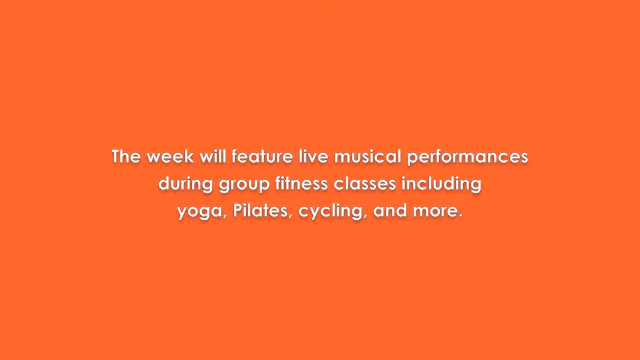 The week will feature live musical performances
during group fitness classes including
yoga, Pilates, cycling, and more.